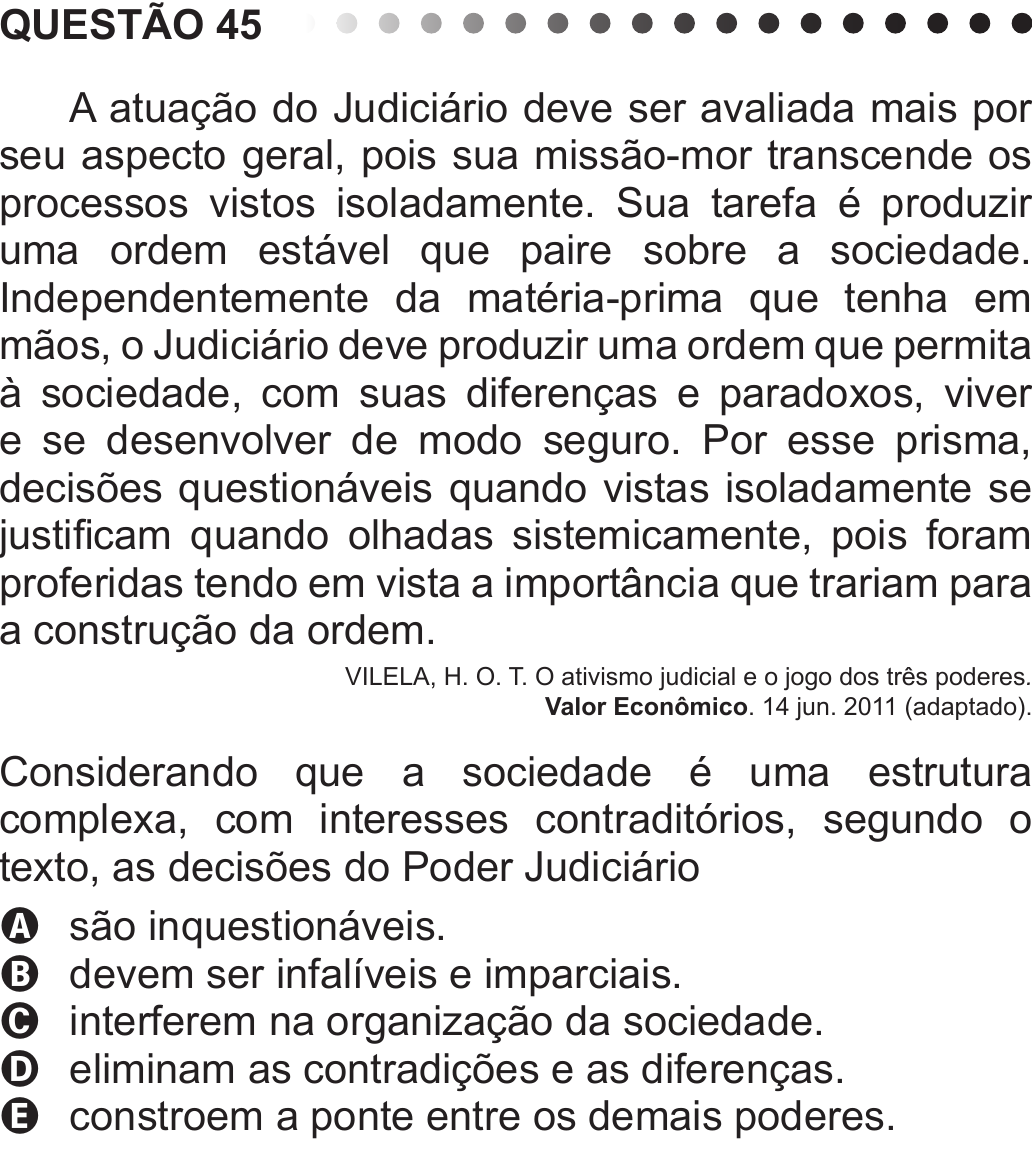 QUESTÃO 45
A atuação do Judiciário deve ser avaliada mais por
seu aspecto geral, pois sua missão-mor transcende os
processos vistos isoladamente. Sua tarefa é produzir
uma ordem estável que paire sobre a sociedade.
Independentemente da matéria-prima que tenha em
mãos, o Judiciário deve produzir uma ordem que permita
à sociedade, com suas diferenças e paradoxos, viver
e se desenvolver de modo seguro. Por esse prisma,
decisões questionáveis quando vistas isoladamente se
justificam quando olhadas sistemicamente, pois foram
proferidas tendo em vista a importância que trariam para
a construção da ordem.
VILELA, H. O. T. O ativismo judicial e o jogo dos três poderes.
Valor Econômico. 14 jun. 2011 (adaptado).
Considerando que a sociedade é uma estrutura
complexa, com interesses contraditórios, segundo o
texto, as decisões do Poder Judiciário
A são inquestionáveis.
B devem ser infalíveis e imparciais.
C interferem na organização da sociedade.
D eliminam as contradições e as diferenças.
E constroem a ponte entre os demais poderes.